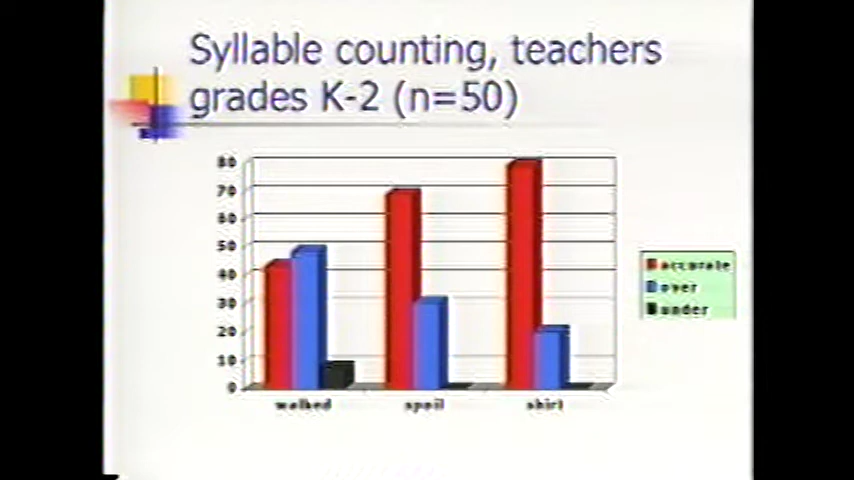 Syllable counting, teachers
grades K-2 (n=50)
80
70
60
50
40
30
20
10
0
walked
spoil
shirt
accurate
over
under